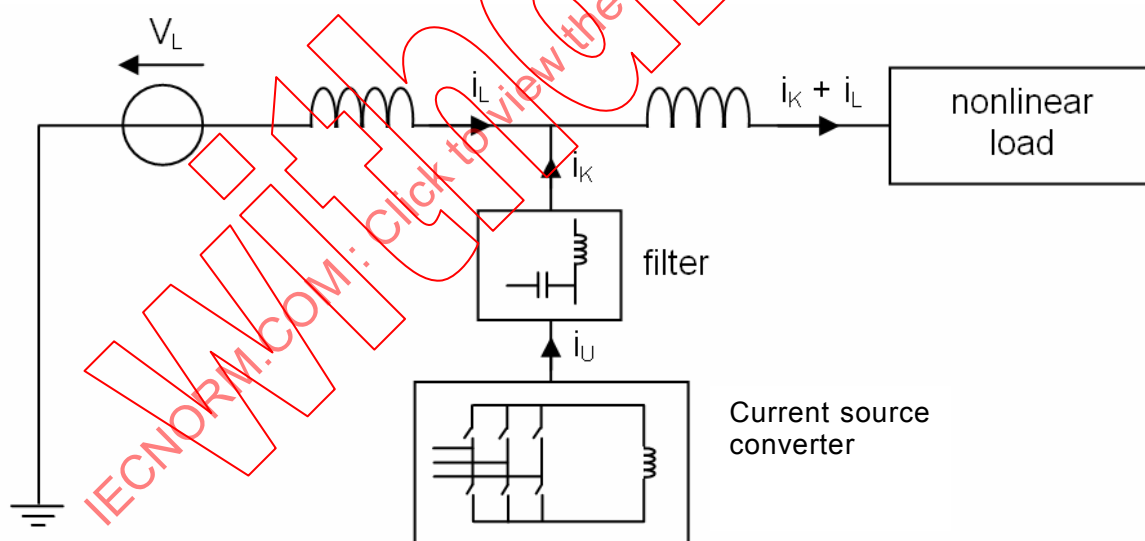 V_L
i_L
i_K + i_L
nonlinear
load
i_K
filter
i_U
Current source
converter
IECNORM.COM : Click to view the